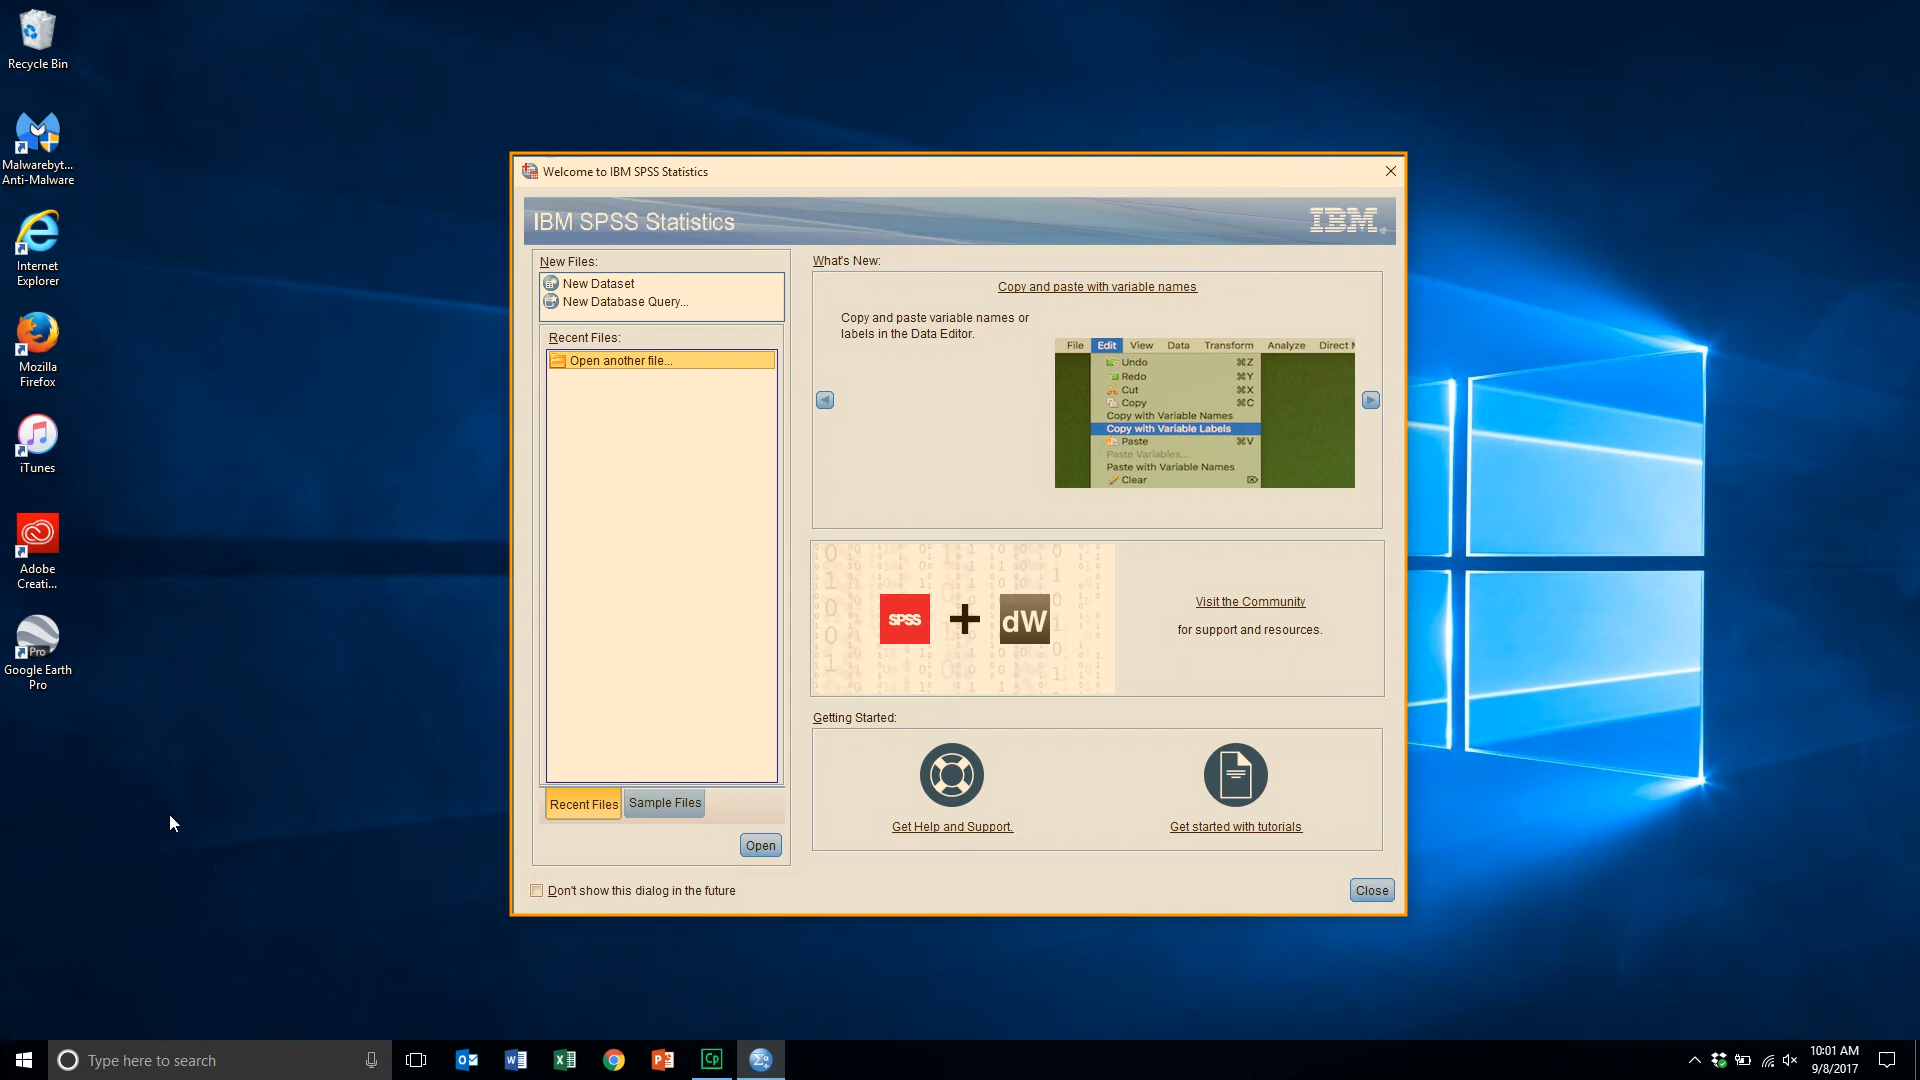 Recycle Bin
Malwarebyt...
Anti-Malware
Internet
Explorer
Mozilla
Firefox
iTunes
Adobe
Creati...
Pro
Google Earth
Pro
Welcome to IBM SPSS Statistics
IBM SPSS Statistics
IBM
New Files:
New Dataset
New Database Query...
Recent Files:
Open another file...
Recent Files
Sample Files
Open
Don't show this dialog in the future
What's New:
Copy and paste with variable names
Copy and paste variable names or
labels in the Data Editor.
File Edit View Data Transform Analyze Direct
Undo ⌘Z
Redo ⌘Y
Cut ⌘X
Copy ⌘C
Copy with Variable Names
Copy with Variable Labels
Paste ⌘V
Paste Variables...
Paste with Variable Names
Clear ⌦
SPSS + dW
Visit the Community
for support and resources.
Getting Started:
Get Help and Support.
Get started with tutorials
Close
Type here to search
Cp
10:01 AM
9/8/2017